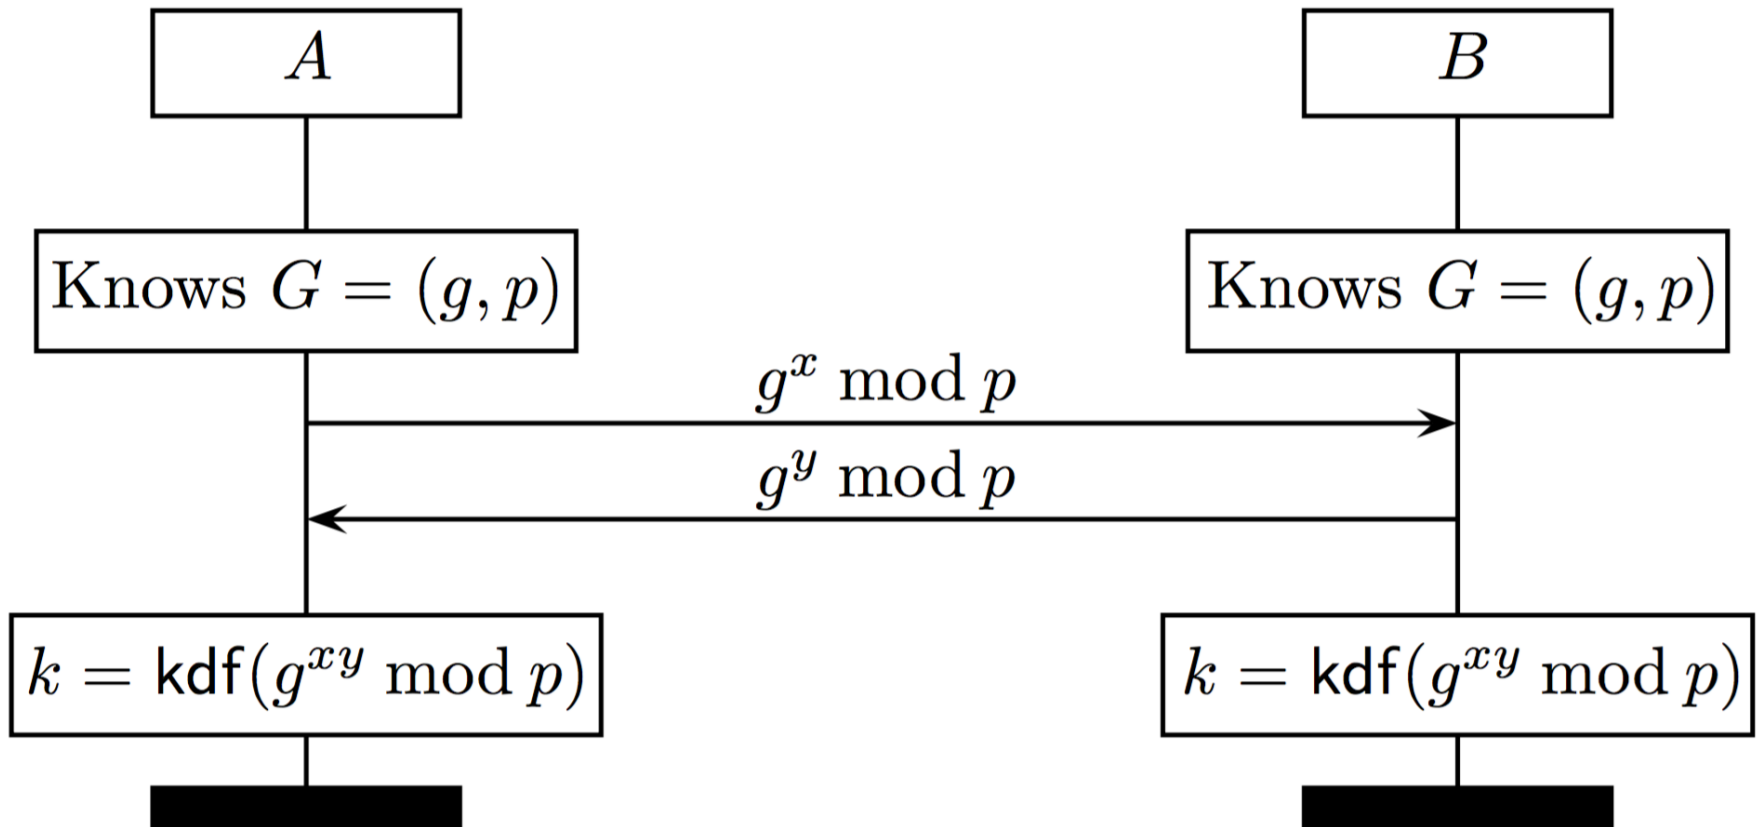 A
B
Knows G = (g, p)
Knows G = (g, p)
g^x mod p
g^y mod p
k = kdf(g^{xy} mod p)
k = kdf(g^{xy} mod p)